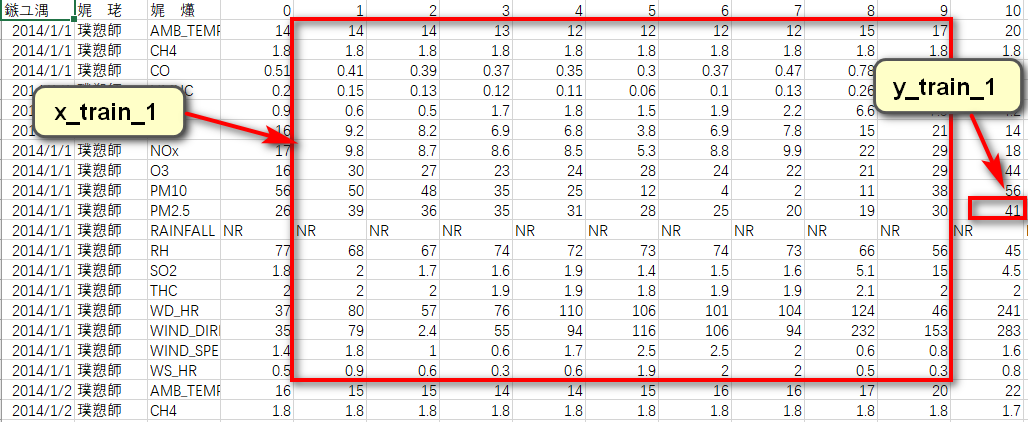 鏃ユ湡 娓 珯 娓 爡 0 1 2 3 4 5 6 7 8 9 10
2014/1/1 璞愬師 AMB_TEMP 14 14 14 13 12 12 12 12 15 17 20
2014/1/1 璞愬師 CH4 1.8 1.8 1.8 1.8 1.8 1.8 1.8 1.8 1.8 1.8 1.8
2014/1/1 璞愬師 CO 0.51 0.41 0.39 0.37 0.35 0.3 0.37 0.47 0.78
0.2 0.15 0.13 0.12 0.11 0.06 0.1 0.13 0.26
y_train_1
x_train_1
0.9 0.6 0.5 1.7 1.8 1.5 1.9 2.2 6.6
16 9.2 8.2 6.9 6.8 3.8 6.9 7.8 15 21 14
2014/1/1 璞愬師 NOx 17 9.8 8.7 8.6 8.5 5.3 8.8 9.9 22 29 18
2014/1/1 璞愬師 O3 16 30 27 23 24 28 24 22 21 29 44
2014/1/1 璞愬師 PM10 56 50 48 35 25 12 4 2 11 38 56
2014/1/1 璞愬師 PM2.5 26 39 36 35 31 28 25 20 19 30 41
2014/1/1 璞愬師 RAINFALL NR NR NR NR NR NR NR NR NR NR NR
2014/1/1 璞愬師 RH 77 68 67 74 72 73 74 73 66 56 45
2014/1/1 璞愬師 SO2 1.8 2 1.7 1.6 1.9 1.4 1.5 1.6 5.1 15 4.5
2014/1/1 璞愬師 THC 2 2 2 1.9 1.9 1.8 1.9 1.9 2.1 2 2
2014/1/1 璞愬師 WD_HR 37 80 57 76 110 106 101 104 124 46 241
2014/1/1 璞愬師 WIND_DIRE 35 79 2.4 55 94 116 106 94 232 153 283
2014/1/1 璞愬師 WIND_SPE 1.4 1.8 1 0.6 1.7 2.5 2.5 2 0.6 0.8 1.6
2014/1/1 璞愬師 WS_HR 0.5 0.9 0.6 0.3 0.6 1.9 2 2 0.5 0.3 0.8
2014/1/2 璞愬師 AMB_TEMP 16 15 15 14 14 15 16 16 17 20 22
2014/1/2 璞愬師 CH4 1.8 1.8 1.8 1.8 1.8 1.8 1.8 1.8 1.8 1.8 1.7